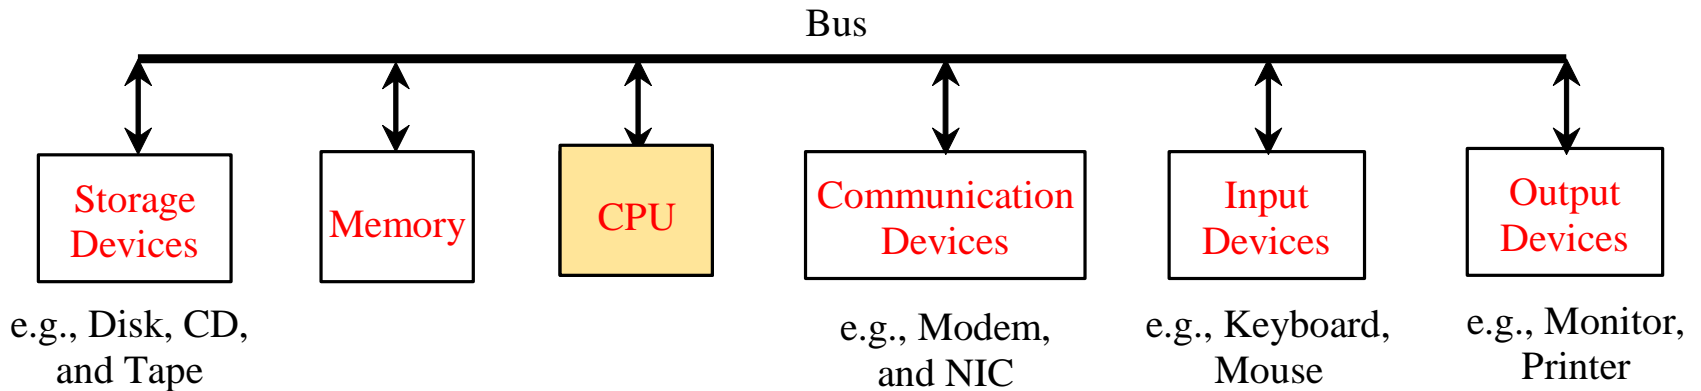 Bus
Storage
Devices
Memory
CPU
Communication
Devices
Input
Devices
Output
Devices
e.g., Disk, CD,
and Tape
e.g., Modem,
and NIC
e.g., Keyboard,
Mouse
e.g., Monitor,
Printer